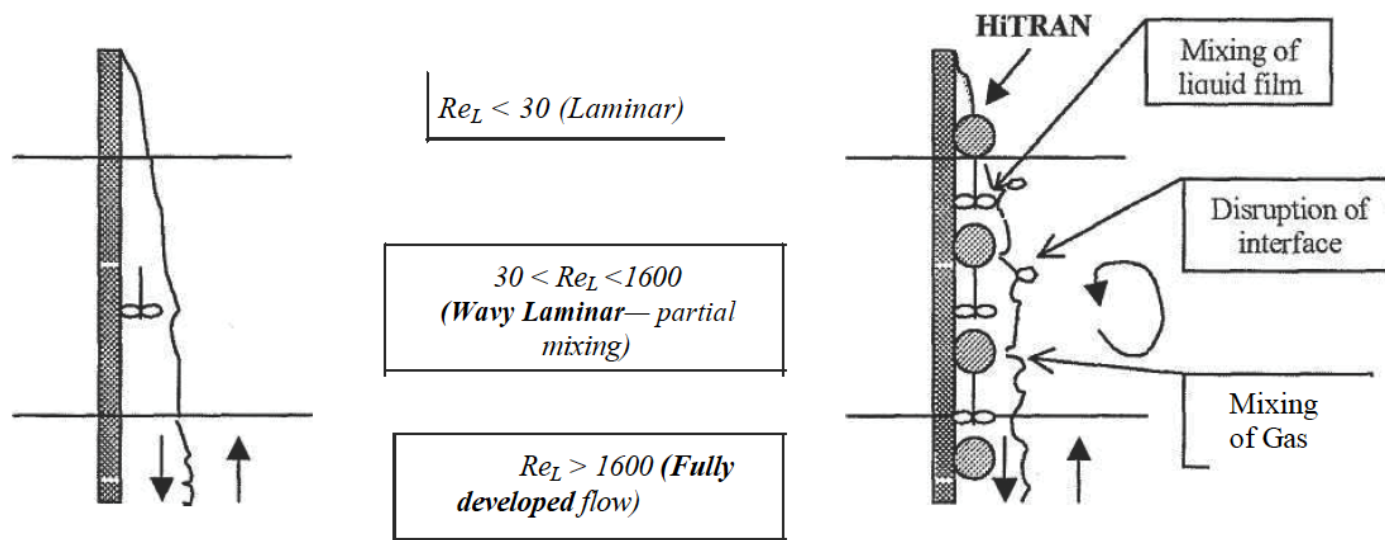 Re_L < 30 (Laminar)
30 < Re_L <1600
(Wavy Laminar— partial
mixing)
Re_L > 1600 (Fully
developed flow)
HiTRAN
Mixing of
liquid film
Disruption of
interface
Mixing
of Gas